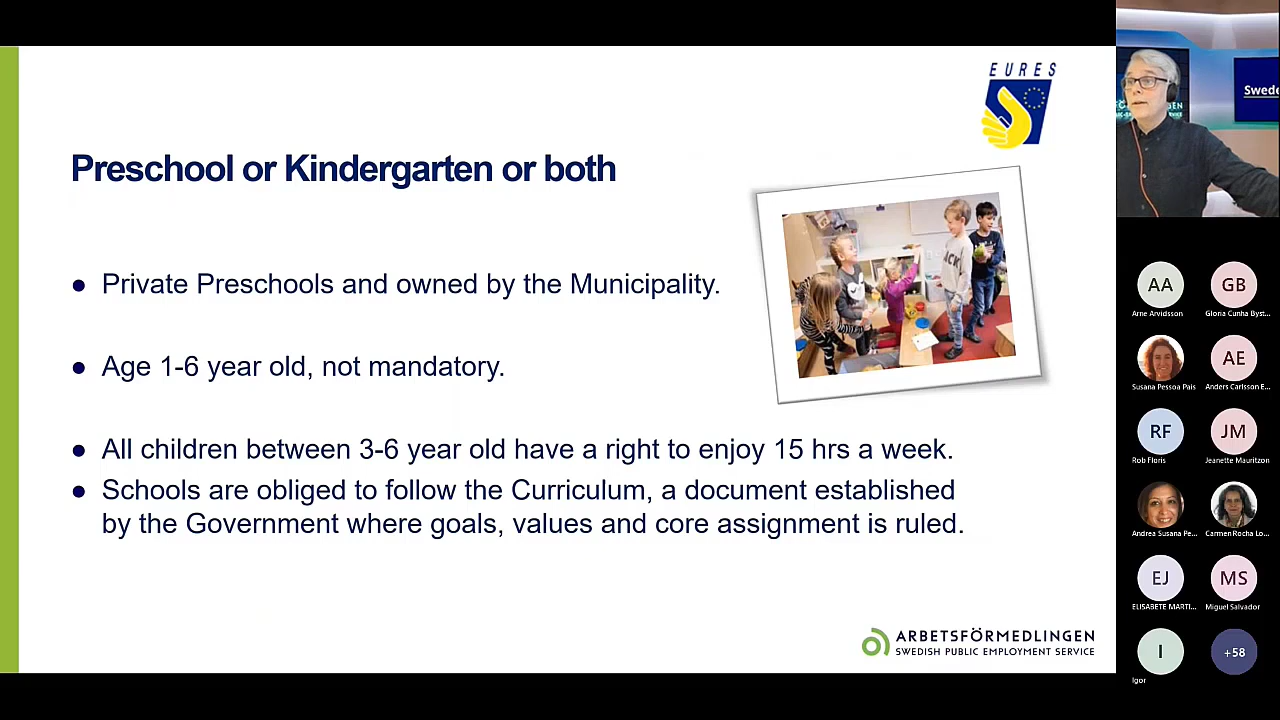 EURES
Preschool or Kindergarten or both
● Private Preschools and owned by the Municipality.
● Age 1-6 year old, not mandatory.
● All children between 3-6 year old have a right to enjoy 15 hrs a week.
● Schools are obliged to follow the Curriculum, a document established
by the Government where goals, values and core assignment is ruled.
ARBETSFÖRMEDLINGEN
SWEDISH PUBLIC EMPLOYMENT SERVICE
Swede
AA
GB
Arne Arvidsson
Gloria Cunha Byst...
AE
Susana Pessoa Pais
Anders Carlsson E...
RF
JM
Rob Floris
Jeanette Mauritzon
Andrea Susana Pe...
Carmen Rocha Lo...
EJ
MS
ELISABETE MARTI...
Miguel Salvador
I
+58
Igor